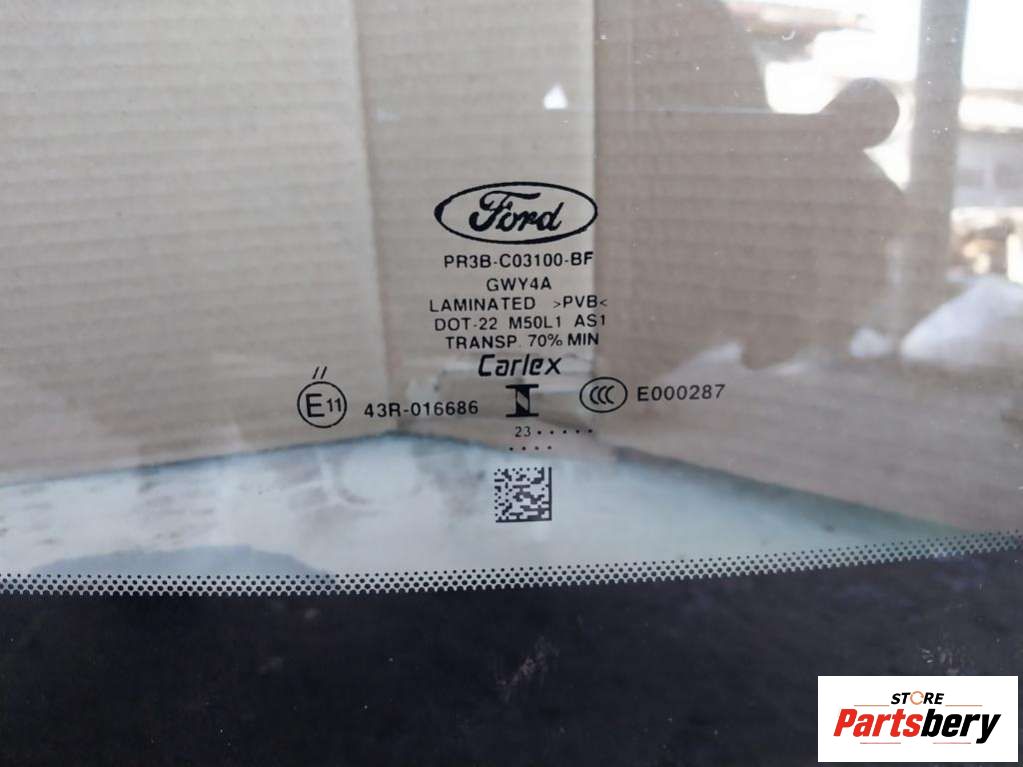 Ford
PR3B-C03100-BF
GWY4A
LAMINATED >PVB<
DOT-22 M50L1 AS1
TRANSP. 70% MIN
Carlex
//
E11 43R-016686 CCC E000287
23.....
....
STORE
Partsbery